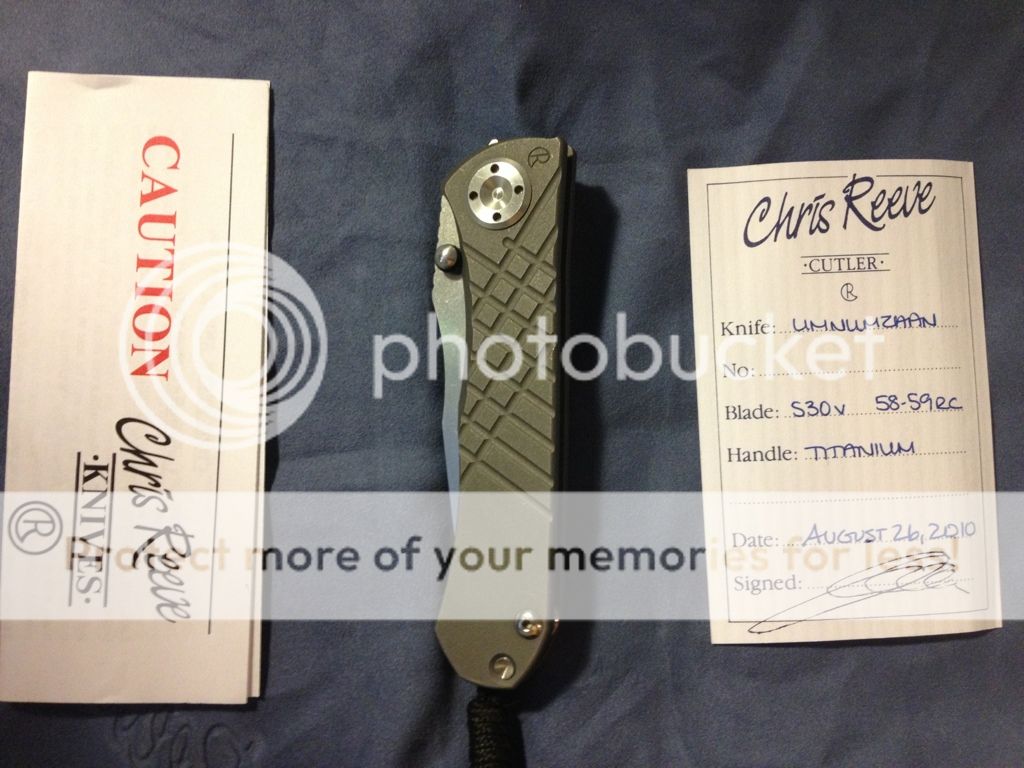 CAUTION
Chris Reeve
·KNIVES·
R
R
Chris Reeve
·CUTLER·
R
Knife: UMNUMZAAN
No:
Blade: S30V 58-59RC
Handle: TITANIUM
Date: AUGUST 26, 2010
Signed:
photobucket
Protect more of your memories for less!